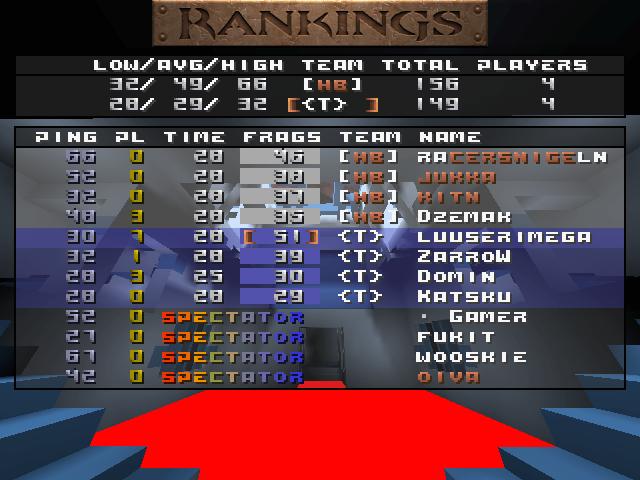 RANKINGS
LOW/AVG/HIGH TEAM TOTAL PLAYERS
32/ 49/ 66 [HB] 156 4
28/ 29/ 32 [{T} ] 149 4
PING PL TIME FRAGS TEAM NAME
66 0 28 46 [HB] RACERSNIGELN
52 0 28 38 [HB] JUKKA
32 0 28 37 [HB] KITN
48 3 28 35 [HB] DZEMAK
30 7 28 [ 51] {T} LUUSERIMEGA
32 1 28 39 {T} ZARROW
28 3 25 30 {T} DOMIN
28 0 28 29 {T} KATSKU
52 0 SPECTATOR · GAMER
27 0 SPECTATOR FUKIT
67 0 SPECTATOR WOOSKIE
42 0 SPECTATOR OIVA